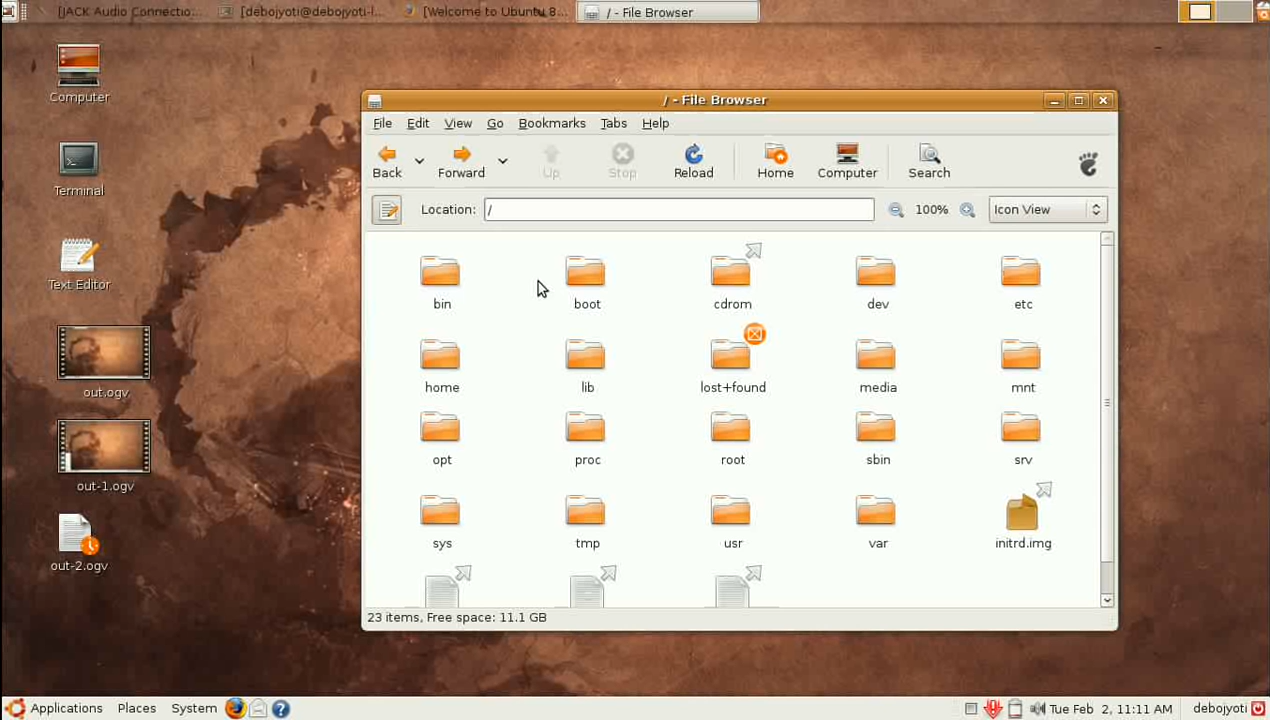 [JACK Audio Connectio...
[debojyoti@debojyoti-l...
[Welcome to Ubuntu 8...
/ - File Browser
Computer
Terminal
Text Editor
out.ogv
out-1.ogv
out-2.ogv
/ - File Browser
File Edit View Go Bookmarks Tabs Help
Back Forward Up Stop Reload Home Computer Search
Location: / 100% Icon View
bin boot cdrom dev etc
home lib lost+found media mnt
opt proc root sbin srv
sys tmp usr var initrd.img
23 items, Free space: 11.1 GB
Applications Places System Tue Feb 2, 11:11 AM debojyoti